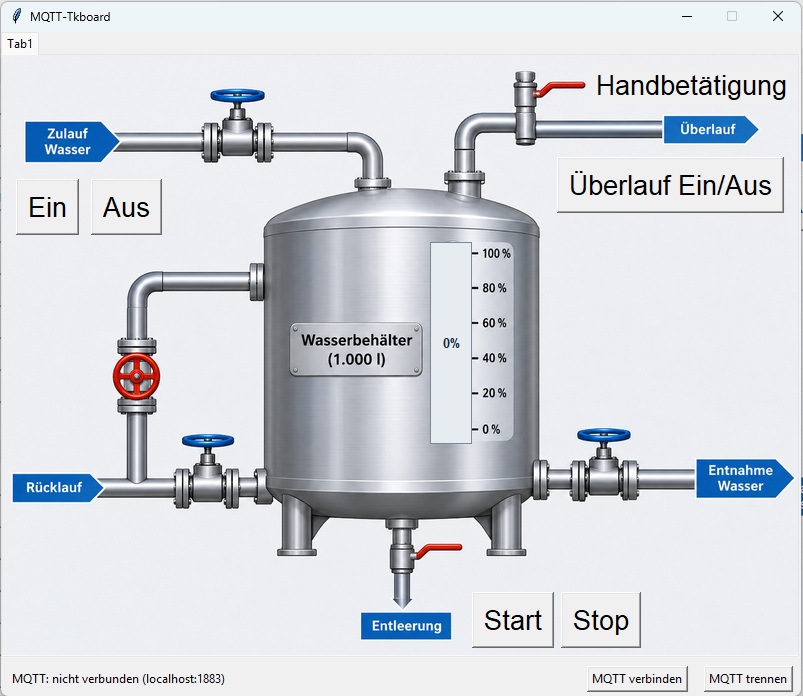 MQTT-Tkboard
Tab1
Handbetätigung
Zulauf
Wasser
Überlauf
Ein
Aus
Überlauf Ein/Aus
100 %
80 %
60 %
Wasserbehälter
(1.000 l)
0%
40 %
20 %
0 %
Rücklauf
Entnahme
Wasser
Entleerung
Start
Stop
MQTT: nicht verbunden (localhost:1883)
MQTT verbinden
MQTT trennen